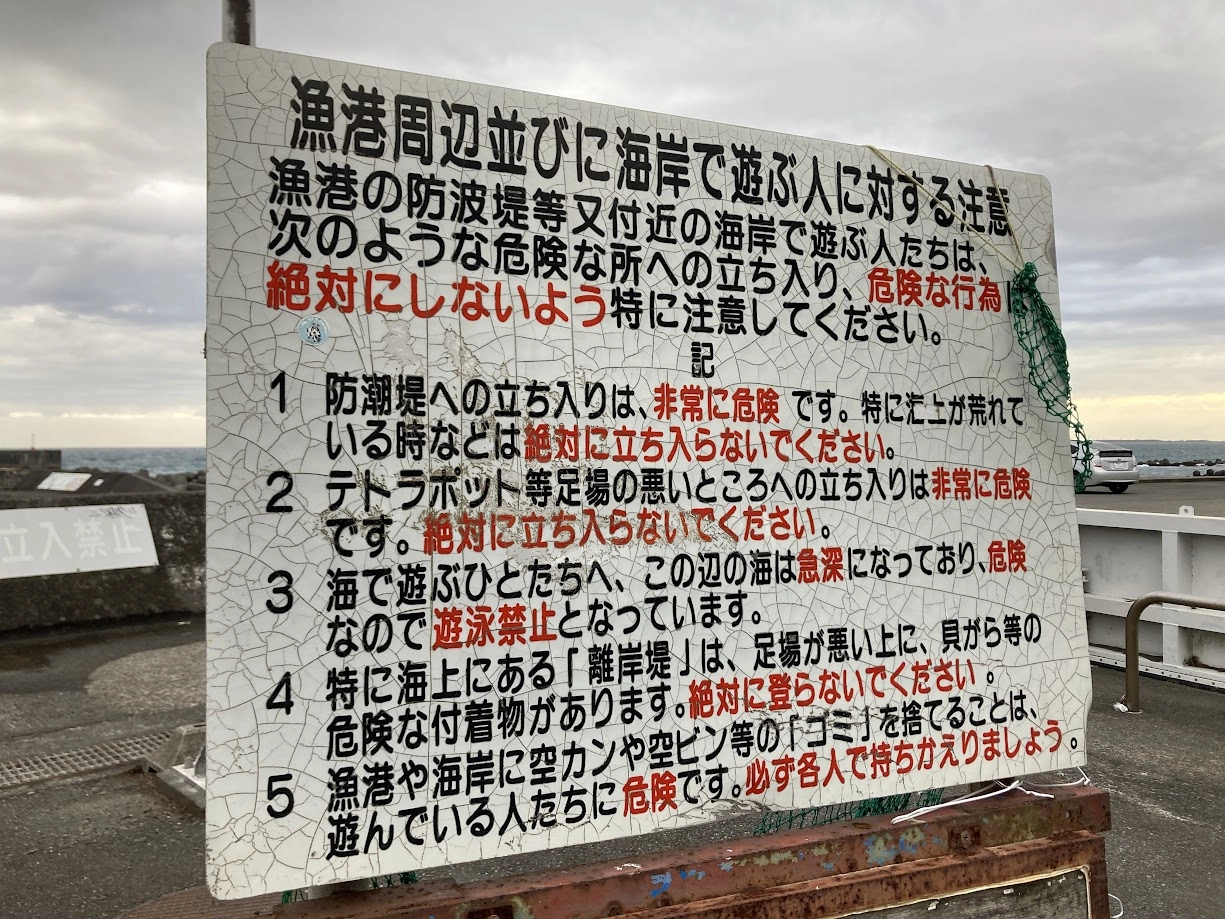 漁港周辺並びに海岸で遊ぶ人に対する注意
漁港の防波堤等又付近の海岸で遊ぶ人たちは、
次のような危険な所への立ち入り、危険な行為
絶対にしないよう特に注意してください。
記
1 防潮堤への立ち入りは、非常に危険です。特に海上が荒れて
いる時などは絶対に立ち入らないでください。
2 テトラポット等足場の悪いところへの立ち入りは非常に危険
です。絶対に立ち入らないでください。
3 海で遊ぶひとたちへ、この辺の海は急深になっており、危険
なので遊泳禁止となっています。
4 特に海上にある「離岸堤」は、足場が悪い上に、貝がら等の
危険な付着物があります。絶対に登らないでください。
5 漁港や海岸に空カンや空ビン等の「ゴミ」を捨てることは、
遊んでいる人たちに危険です。必ず各人で持ちかえりましょう。
立入禁止